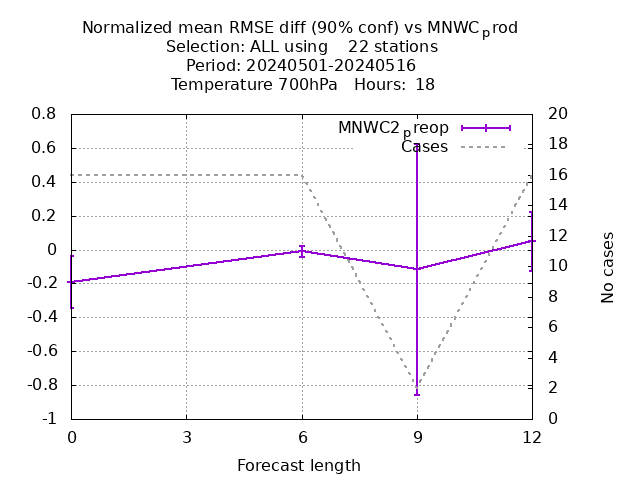 Normalized mean RMSE diff (90% conf) vs MNWCprod
Selection: ALL using 22 stations
Period: 20240501-20240516
Temperature 700hPa Hours: 18
MNWC2preop
Cases
0.8
0.6
0.4
0.2
0
-0.2
-0.4
-0.6
-0.8
-1
20
18
16
14
12
10
8
6
4
2
0
No cases
0 3 6 9 12
Forecast length